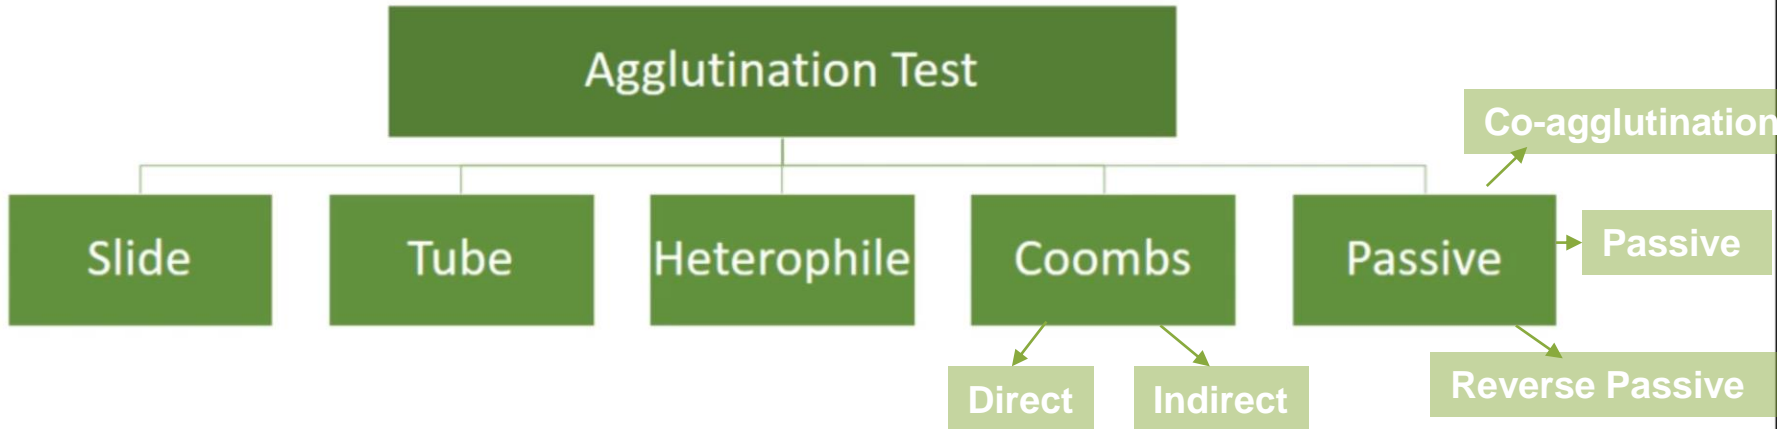 Agglutination Test
Co-agglutination
Slide
Tube
Heterophile
Coombs
Passive
Passive
Direct
Indirect
Reverse Passive